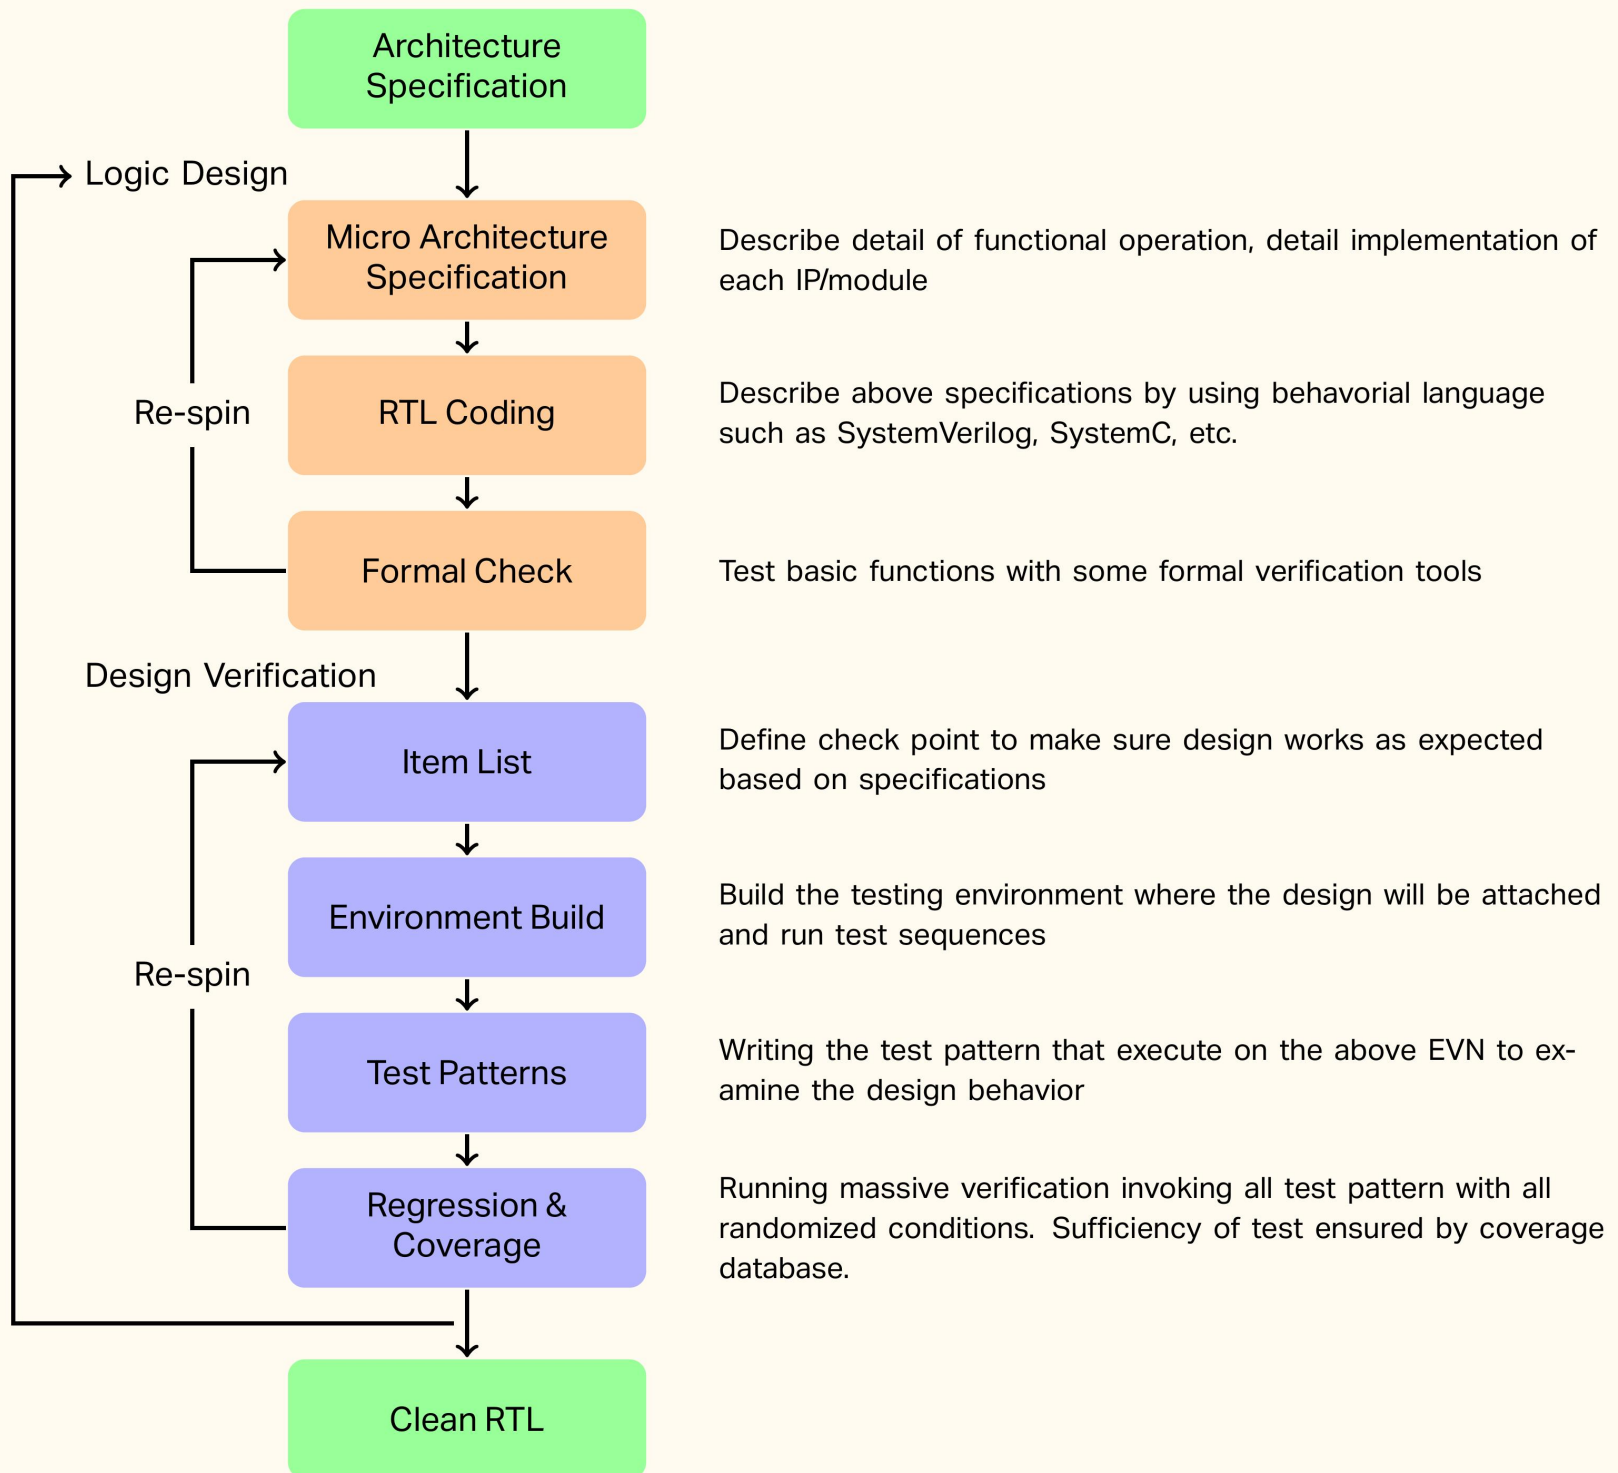 Architecture
Specification
Logic Design
Micro Architecture
Specification
Describe detail of functional operation, detail implementation of
each IP/module
Re-spin
RTL Coding
Describe above specifications by using behavorial language
such as SystemVerilog, SystemC, etc.
Formal Check
Test basic functions with some formal verification tools
Design Verification
Item List
Define check point to make sure design works as expected
based on specifications
Environment Build
Build the testing environment where the design will be attached
and run test sequences
Re-spin
Test Patterns
Writing the test pattern that execute on the above EVN to ex-
amine the design behavior
Regression &
Coverage
Running massive verification invoking all test pattern with all
randomized conditions. Sufficiency of test ensured by coverage
database.
Clean RTL